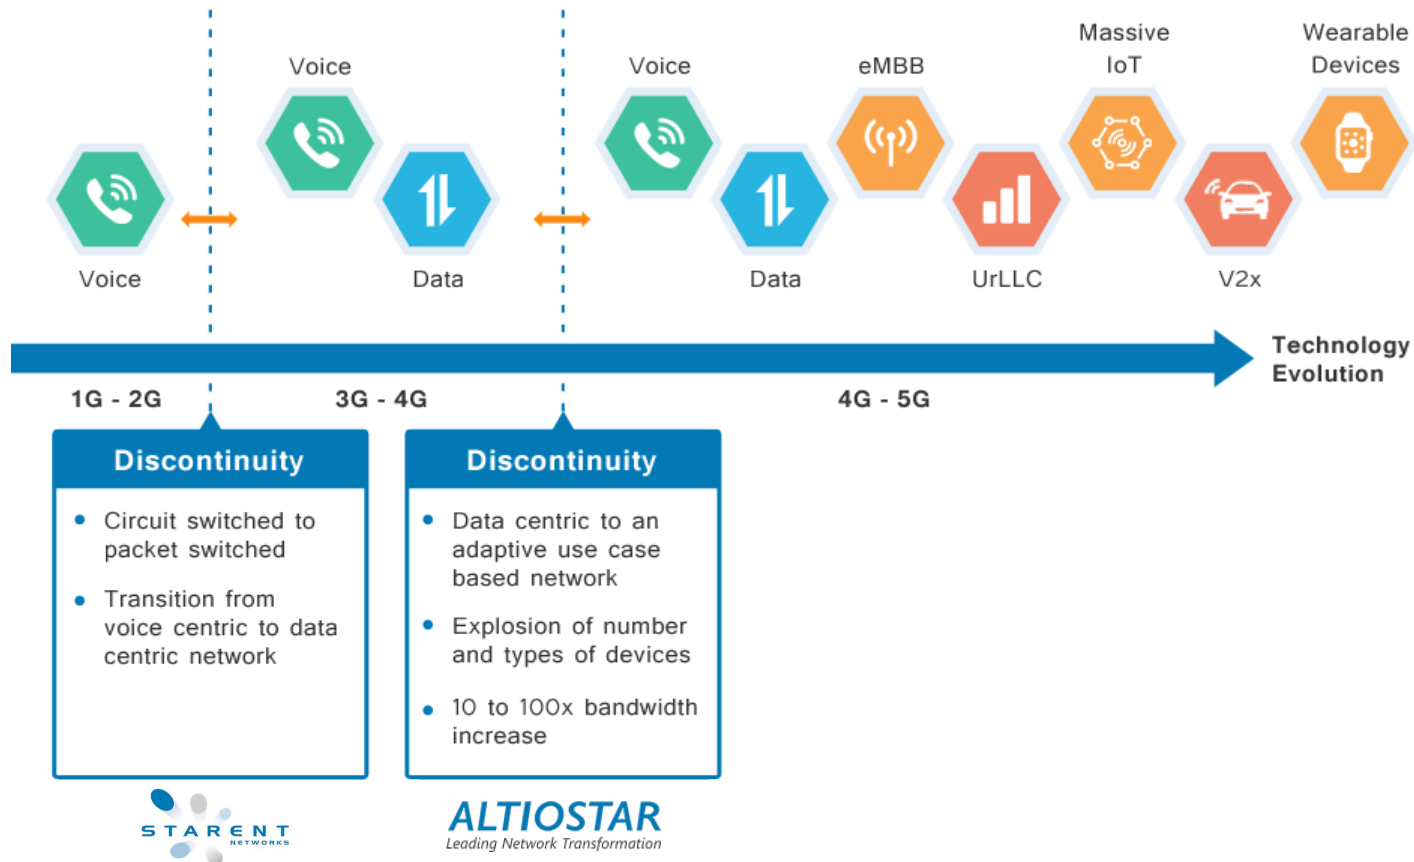 Voice
Voice
Data
Voice
Data
eMBB
UrLLC
Massive
IoT
V2x
Wearable
Devices
Technology
Evolution
1G - 2G
3G - 4G
4G - 5G
Discontinuity
Circuit switched to
packet switched
Transition from
voice centric to data
centric network
STARENT
NETWORKS
Discontinuity
Data centric to an
adaptive use case
based network
Explosion of number
and types of devices
10 to 100x bandwidth
increase
ALTIOSTAR
Leading Network Transformation